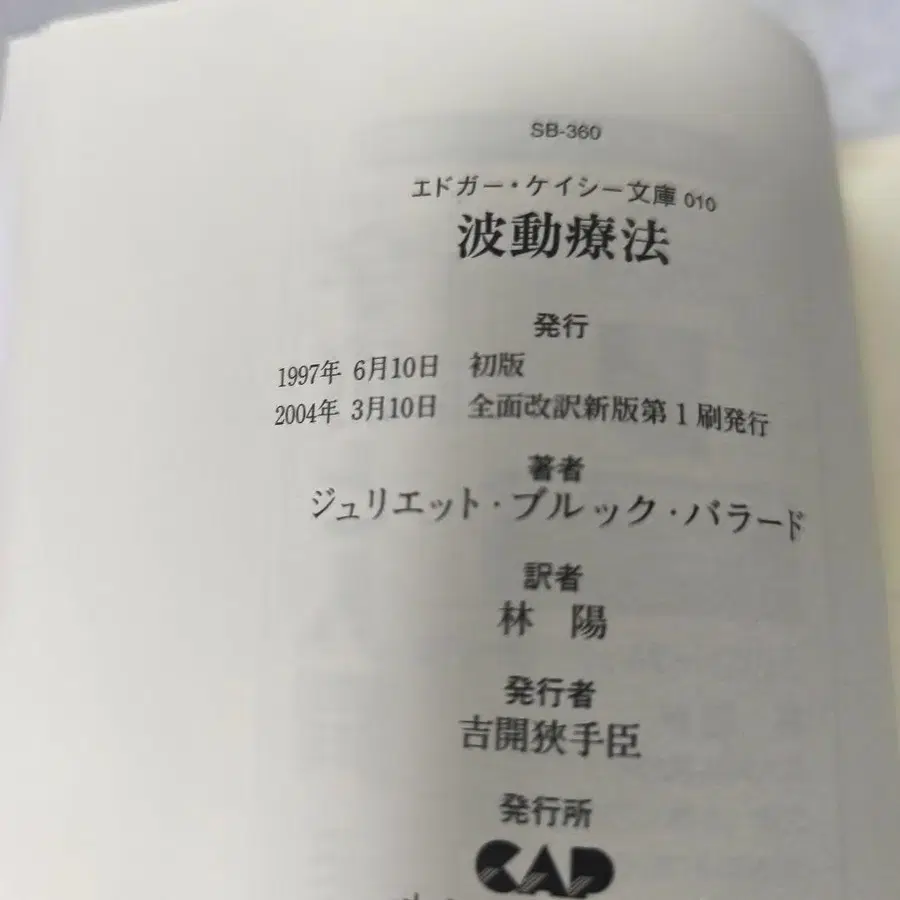 SB-360
エドガー・ケイシー文庫 010
波動療法
発行
1997年 6月10日 初版
2004年 3月10日 全面改訳新版第1刷発行
著者
ジュリエット・ブルック・バラード
訳者
林 陽
発行者
吉開狭手臣
発行所
CAP